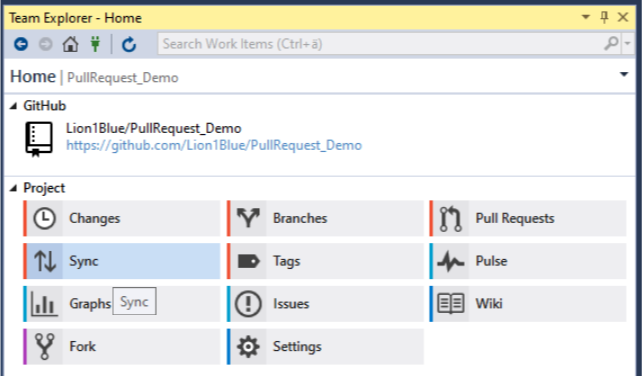 Team Explorer - Home
Search Work Items (Ctrl+ä)
Home | PullRequest_Demo
GitHub
Lion1Blue/PullRequest_Demo
https://github.com/Lion1Blue/PullRequest_Demo
Project
Changes Branches Pull Requests
Sync Tags Pulse
Graphs Sync Issues Wiki
Fork Settings